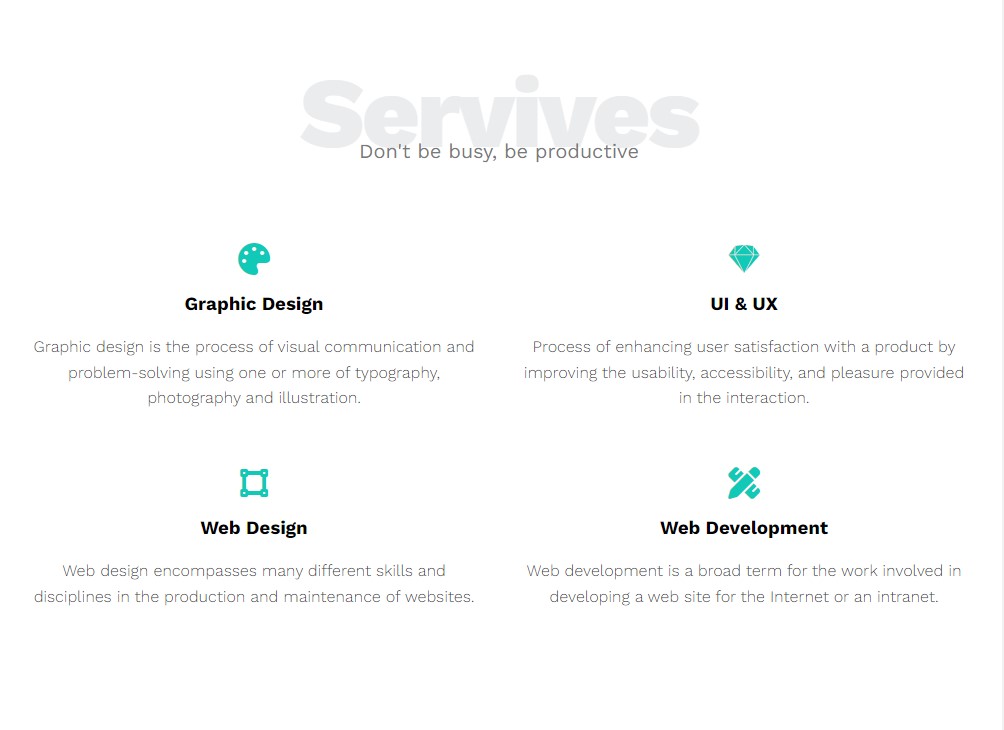 Servives
Don't be busy, be productive
Graphic Design
Graphic design is the process of visual communication and
problem-solving using one or more of typography,
photography and illustration.
UI & UX
Process of enhancing user satisfaction with a product by
improving the usability, accessibility, and pleasure provided
in the interaction.
Web Design
Web design encompasses many different skills and
disciplines in the production and maintenance of websites.
Web Development
Web development is a broad term for the work involved in
developing a web site for the Internet or an intranet.